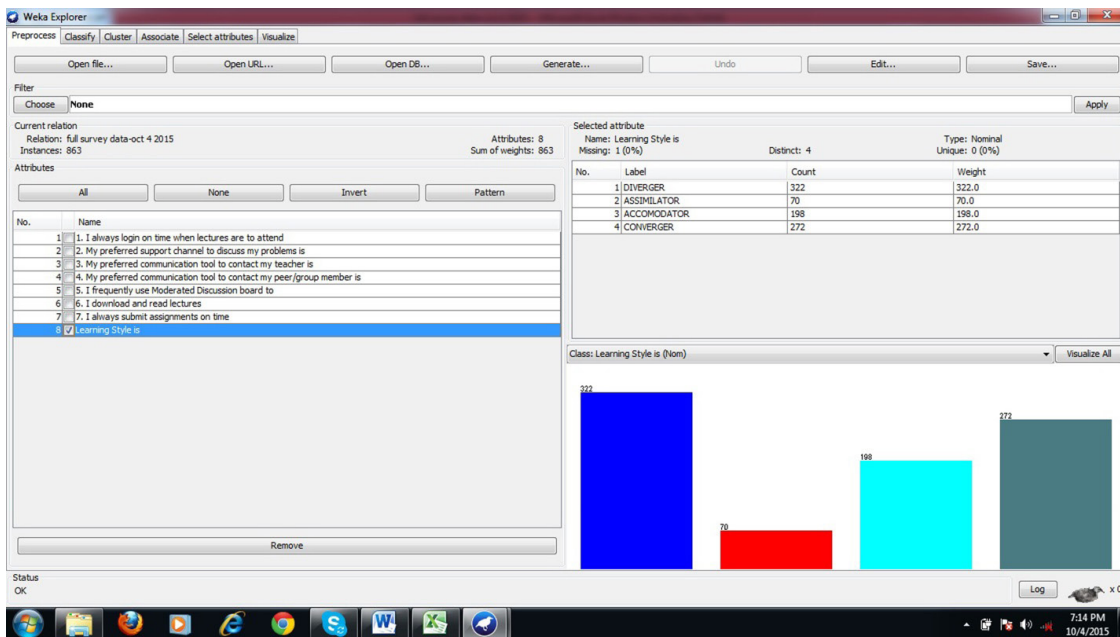 Weka Explorer
Preprocess Classify Cluster Associate Select attributes Visualize
Open file... Open URL... Open DB... Generate... Undo Edit... Save...
Filter
Choose None Apply
Current relation
Relation: full survey data-oct 4 2015 Attributes: 8
Instances: 863 Sum of weights: 863
Attributes
All None Invert Pattern
No. Name
1 1. I always login on time when lectures are to attend
2 2. My preferred support channel to discuss my problems is
3 3. My preferred communication tool to contact my teacher is
4 4. My preferred communication tool to contact my peer/group member is
5 5. I frequently use Moderated Discussion board to
6 6. I download and read lectures
7 7. I always submit assignments on time
8 Learning Style is
Remove
Selected attribute
Name: Learning Style is Type: Nominal
Missing: 1 (0%) Distinct: 4 Unique: 0 (0%)
No. Label Count Weight
1 DIVERGER 322 322.0
2 ASSIMILATOR 70 70.0
3 ACCOMODATOR 198 198.0
4 CONVERGER 272 272.0
Class: Learning Style is (Nom) Visualize All
322
70
198
272
Status
OK
Log x 0
7:14 PM
10/4/2015